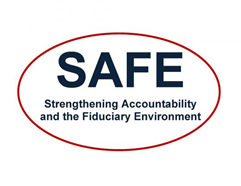 SAFE
Strengthening Accountability
and the Fiduciary Environment